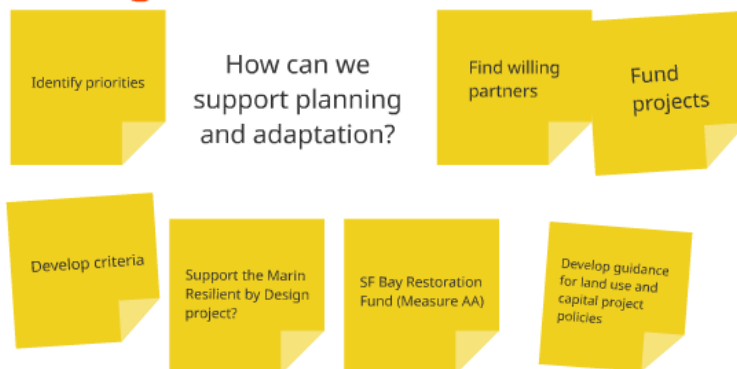 Identify priorities
How can we
support planning
and adaptation?
Find willing
partners
Fund
projects
Develop criteria
Support the Marin
Resilient by Design
project?
SF Bay Restoration
Fund (Measure AA)
Develop guidance
for land use and
capital project
policies